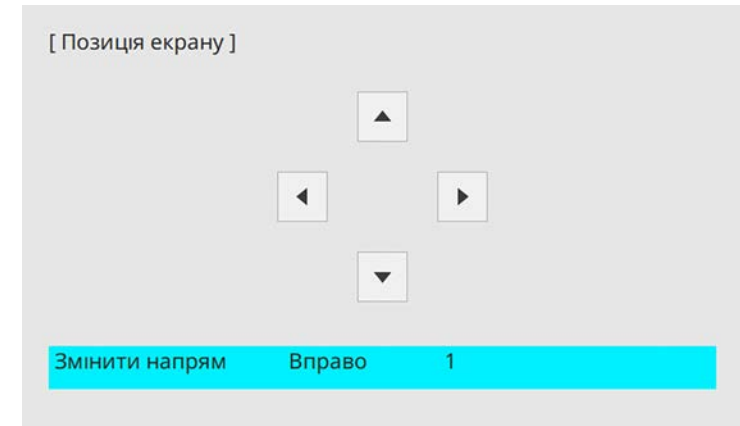 [ Позиція екрану ]
Змінити напрям Вправо 1